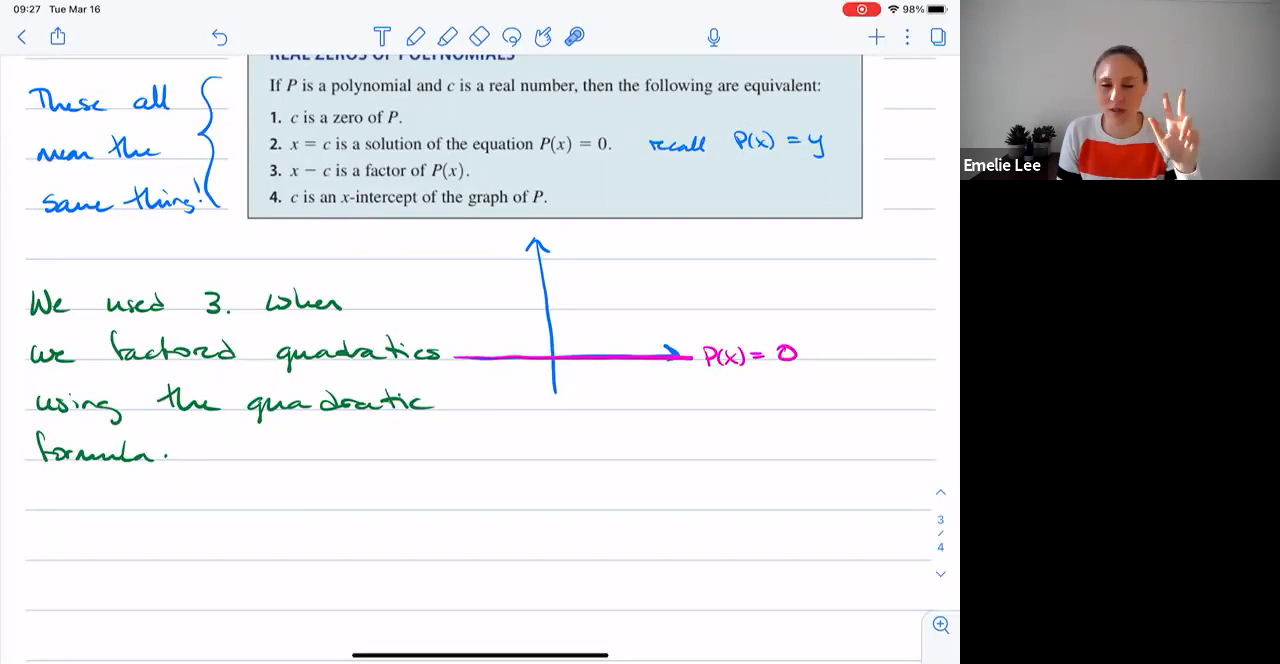 09:27 Tue Mar 16
98%
REAL ZEROS OF POLYNOMIALS
If P is a polynomial and c is a real number, then the following are equivalent:
These all
1. c is a zero of P.
mean the
2. x = c is a solution of the equation P(x) = 0.
recall P(x) = y
3. x − c is a factor of P(x).
same thing!
4. c is an x-intercept of the graph of P.
Emelie Lee
We used 3. when
we factored quadratics
P(x) = 0
using the quadratic
formula.
3
/
4